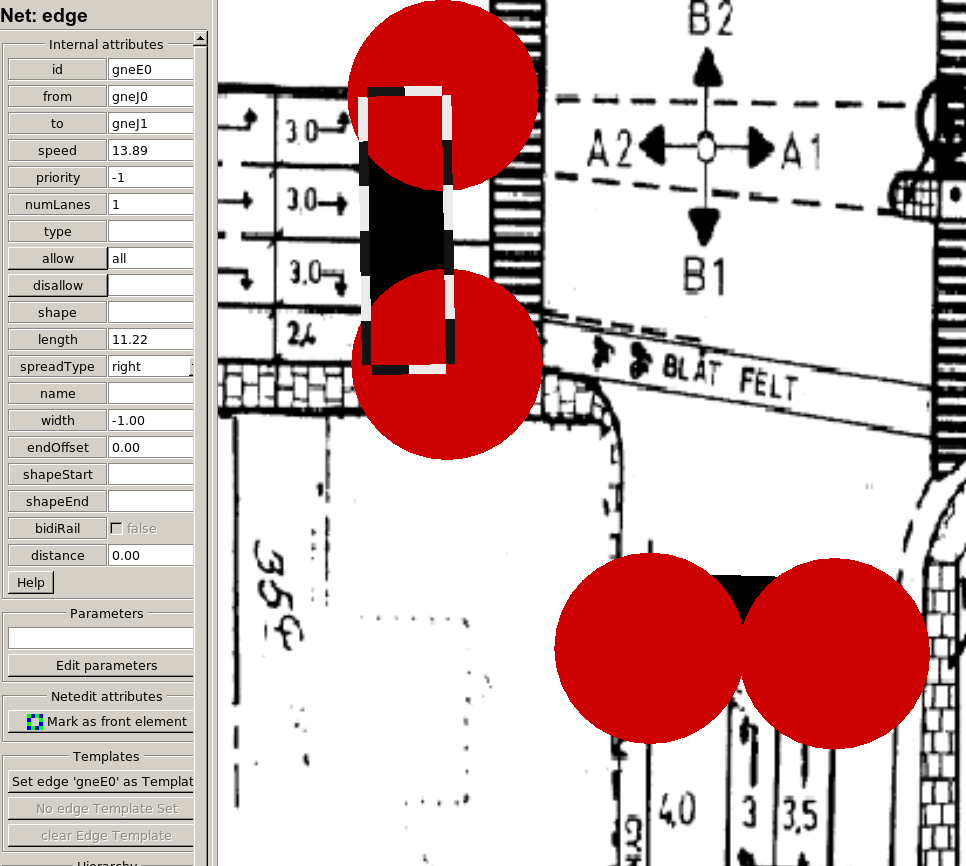 Net: edge
Internal attributes
id gneE0
from gneJ0
to gneJ1
speed 13.89
priority -1
numLanes 1
type
allow all
disallow
shape
length 11.22
spreadType right
name
width -1.00
endOffset 0.00
shapeStart
shapeEnd
bidiRail false
distance 0.00
Help
Parameters
Edit parameters
Netedit attributes
Mark as front element
Templates
Set edge 'gneE0' as Templat
No edge Template Set
clear Edge Template
Hierarchy
B2
A2 A1
B1
3.0
3.0
3.0
2,4
BLÅT FELT
35
4,0 3 3,5